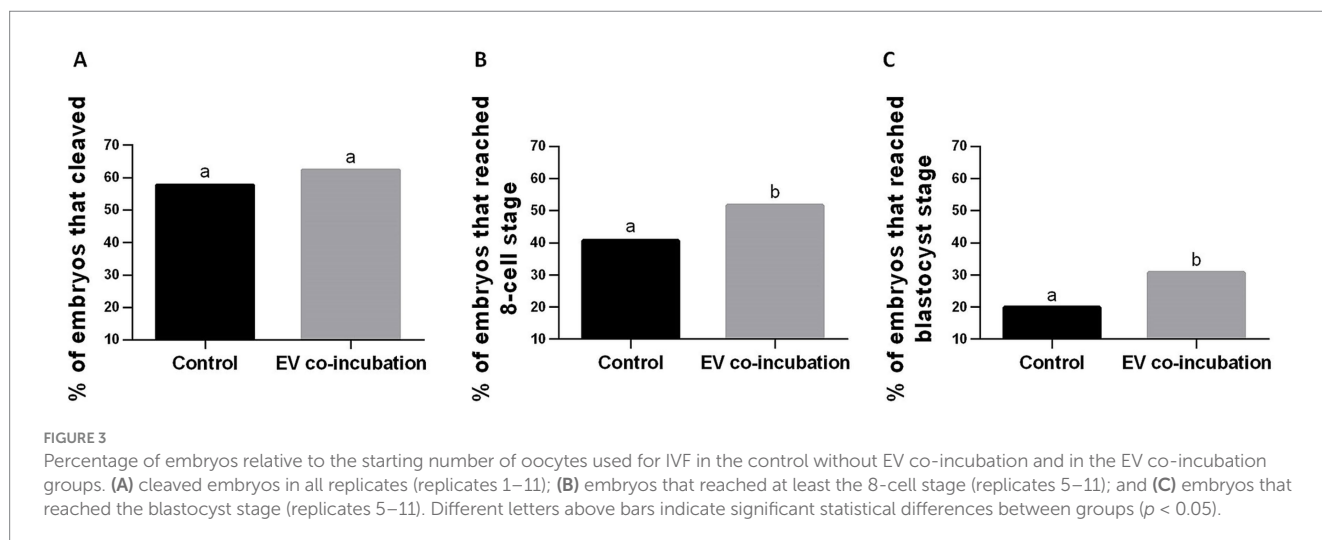 A
% of embryos that cleaved
70
60
50
40
30
20
10
a
a
Control
EV co-incubation
B
% of embryos that reached
8-cell stage
70
60
50
40
30
20
10
a
b
Control
EV co-incubation
C
% of embryos that reached
blastocyst stage
70
60
50
40
30
20
10
a
b
Control
EV co-incubation
FIGURE 3
Percentage of embryos relative to the starting number of oocytes used for IVF in the control without EV co-incubation and in the EV co-incubation
groups. (A) cleaved embryos in all replicates (replicates 1–11); (B) embryos that reached at least the 8-cell stage (replicates 5–11); and (C) embryos that
reached the blastocyst stage (replicates 5–11). Different letters above bars indicate significant statistical differences between groups (p < 0.05).